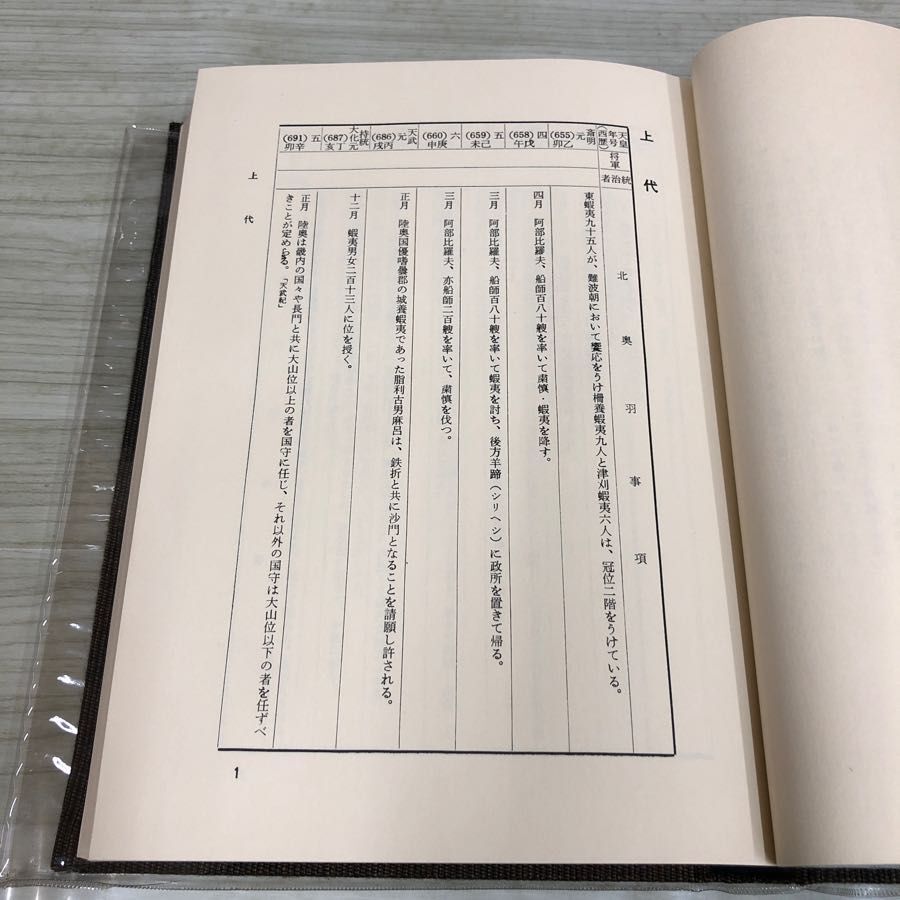 上代
天皇
年号
(西歴)
将軍
統治者
北奥羽事項
斎明
元
(655)
乙卯
東蝦夷九十五人が、難波朝において饗応をうけ柵養蝦夷九人と津刈蝦夷六人は、冠位二階をうけている。
四
(658)
戊午
四月 阿部比羅夫、船師百八十艘を率いて粛慎・蝦夷を降す。
五
(659)
己未
三月 阿部比羅夫、船師百八十艘を率いて蝦夷を討ち、後方羊蹄(シリヘシ)に政所を置きて帰る。
六
(660)
庚申
三月 阿部比羅夫、亦船師二百艘を率いて、粛慎を伐つ。
天武
元
(686)
丙戌
正月 陸奥国優嗜曇郡の城養蝦夷であった脂利古男麻呂は、鉄折と共に沙門となることを請願し許される。
持統
大化元
(687)
丁亥
十二月 蝦夷男女二百十三人に位を授く。
五
(691)
辛卯
正月 陸奥は畿内の国々や長門と共に大山位以上の者を国守に任じ、それ以外の国守は大山位以下の者を任ずべ
きことが定められる。「天武紀」
上代
1